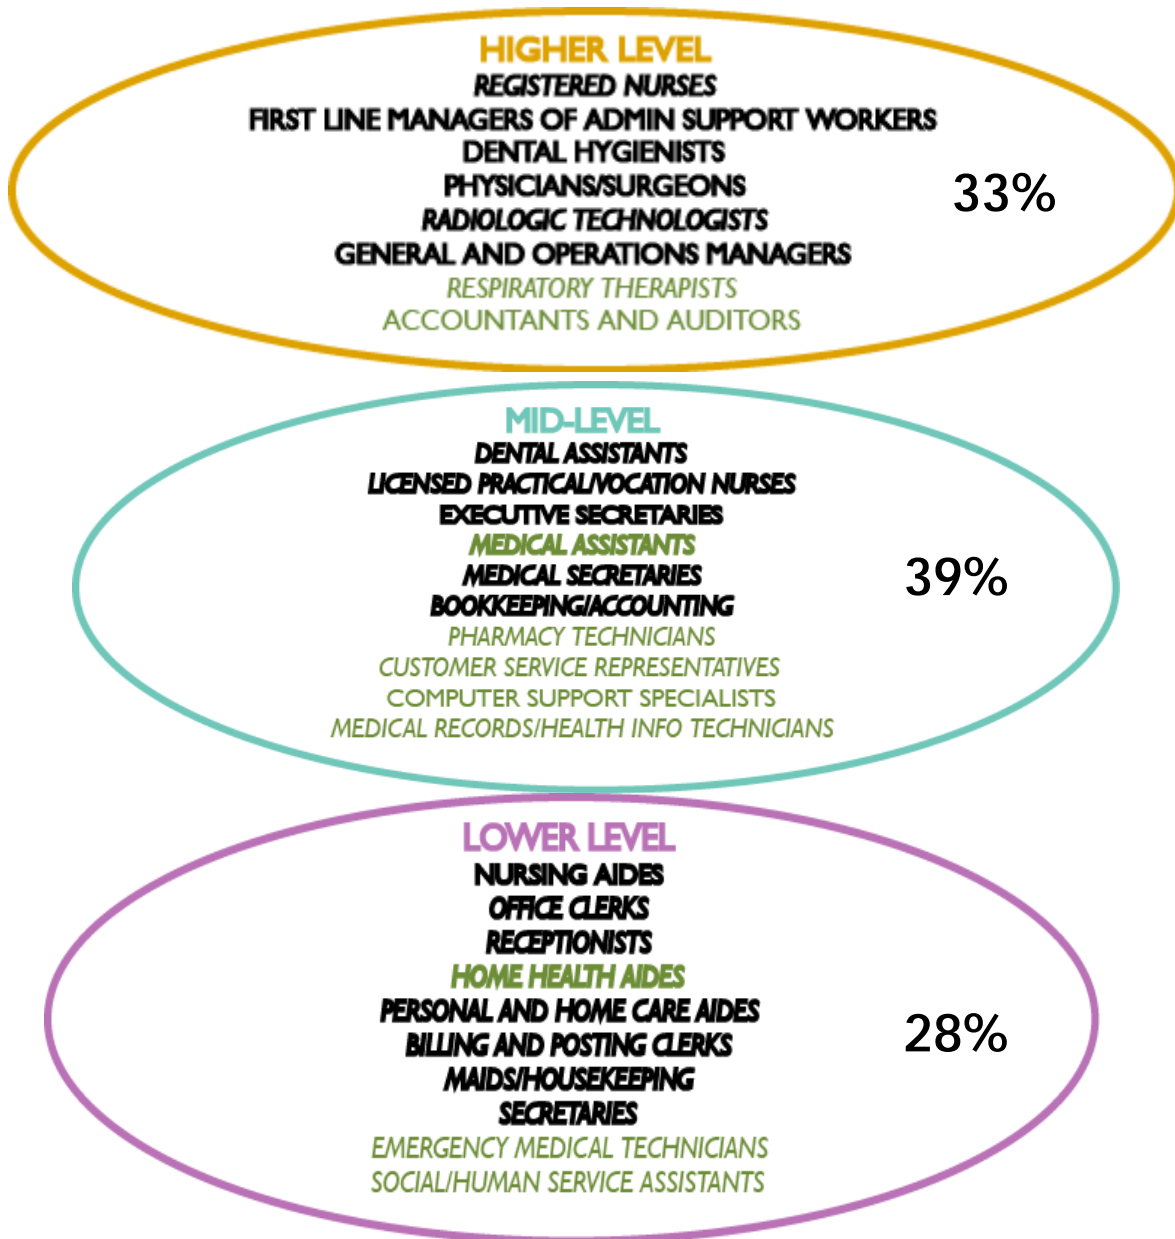 HIGHER LEVEL
REGISTERED NURSES
FIRST LINE MANAGERS OF ADMIN SUPPORT WORKERS
DENTAL HYGIENISTS
PHYSICIANS/SURGEONS
33%
RADIOLOGIC TECHNOLOGISTS
GENERAL AND OPERATIONS MANAGERS
RESPIRATORY THERAPISTS
ACCOUNTANTS AND AUDITORS
MID-LEVEL
DENTAL ASSISTANTS
LICENSED PRACTICAL/VOCATION NURSES
EXECUTIVE SECRETARIES
MEDICAL ASSISTANTS
MEDICAL SECRETARIES
39%
BOOKKEEPING/ACCOUNTING
PHARMACY TECHNICIANS
CUSTOMER SERVICE REPRESENTATIVES
COMPUTER SUPPORT SPECIALISTS
MEDICAL RECORDS/HEALTH INFO TECHNICIANS
LOWER LEVEL
NURSING AIDES
OFFICE CLERKS
RECEPTIONISTS
HOME HEALTH AIDES
PERSONAL AND HOME CARE AIDES
28%
BILLING AND POSTING CLERKS
MAIDS/HOUSEKEEPING
SECRETARIES
EMERGENCY MEDICAL TECHNICIANS
SOCIAL/HUMAN SERVICE ASSISTANTS